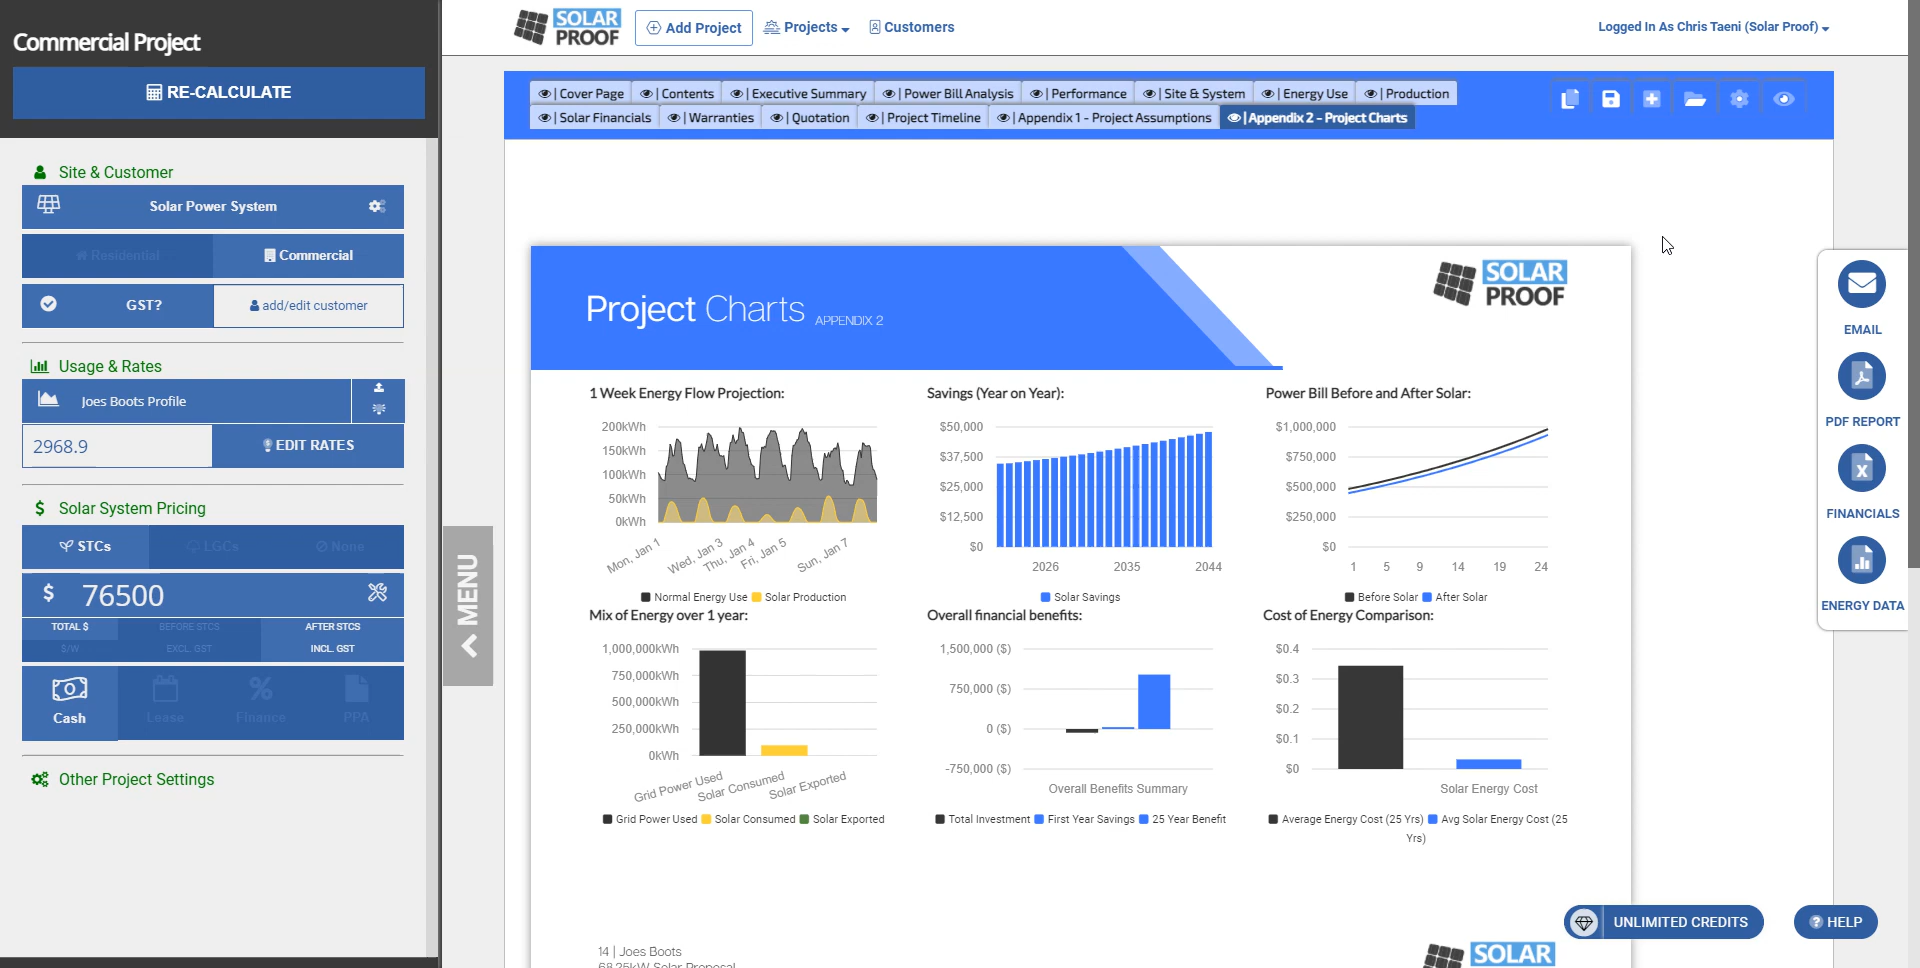 Commercial Project
RE-CALCULATE
Site & Customer
Solar Power System
Residential
Commercial
GST?
add/edit customer
Usage & Rates
Joes Boots Profile
2968.9
EDIT RATES
$ Solar System Pricing
STCs
LGCs
None
$ 76500
TOTAL $
BEFORE STCS
AFTER STCS
$/W
EXCL. GST
INCL. GST
Cash
Lease
Finance
PPA
Other Project Settings
SOLAR
PROOF
Add Project
Projects
Customers
Logged In As Chris Taeni (Solar Proof)
| Cover Page
| Contents
| Executive Summary
| Power Bill Analysis
| Performance
| Site & System
| Energy Use
| Production
| Solar Financials
| Warranties
| Quotation
| Project Timeline
| Appendix 1 - Project Assumptions
| Appendix 2 - Project Charts
< MENU
Project Charts APPENDIX 2
SOLAR
PROOF
1 Week Energy Flow Projection:
200kWh
150kWh
100kWh
50kWh
0kWh
Mon, Jan 1
Wed, Jan 3
Thu, Jan 4
Fri, Jan 5
Sun, Jan 7
Normal Energy Use
Solar Production
Savings (Year on Year):
$50,000
$37,500
$25,000
$12,500
$0
2026
2035
2044
Solar Savings
Power Bill Before and After Solar:
$1,000,000
$750,000
$500,000
$250,000
$0
1
5
9
14
19
24
Before Solar
After Solar
Mix of Energy over 1 year:
1,000,000kWh
750,000kWh
500,000kWh
250,000kWh
0kWh
Grid Power Used
Solar Consumed
Solar Exported
Grid Power Used
Solar Consumed
Solar Exported
Overall financial benefits:
1,500,000 ($)
750,000 ($)
0 ($)
-750,000 ($)
Overall Benefits Summary
Total Investment
First Year Savings
25 Year Benefit
Cost of Energy Comparison:
$0.4
$0.3
$0.2
$0.1
$0
Solar Energy Cost
Average Energy Cost (25 Yrs)
Avg Solar Energy Cost (25
Yrs)
14 | Joes Boots
68.25kW Solar Proposal
SOLAR
EMAIL
PDF REPORT
X
FINANCIALS
ENERGY DATA
UNLIMITED CREDITS
? HELP